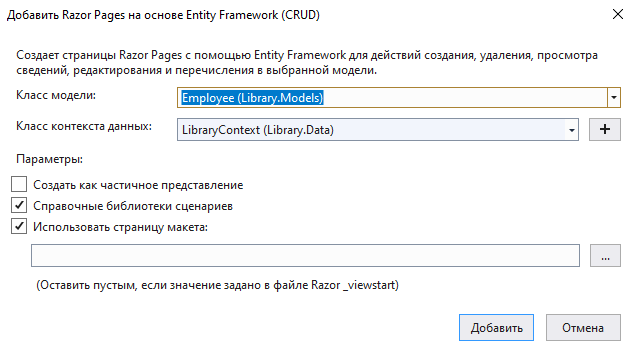 Добавить Razor Pages на основе Entity Framework (CRUD)
Создает страницы Razor Pages с помощью Entity Framework для действий создания, удаления, просмотра
сведений, редактирования и перечисления в выбранной модели.
Класс модели:
Employee (Library.Models)
Класс контекста данных:
LibraryContext (Library.Data)
Параметры:
Создать как частичное представление
Справочные библиотеки сценариев
Использовать страницу макета:
...
(Оставить пустым, если значение задано в файле Razor _viewstart)
Добавить Отмена